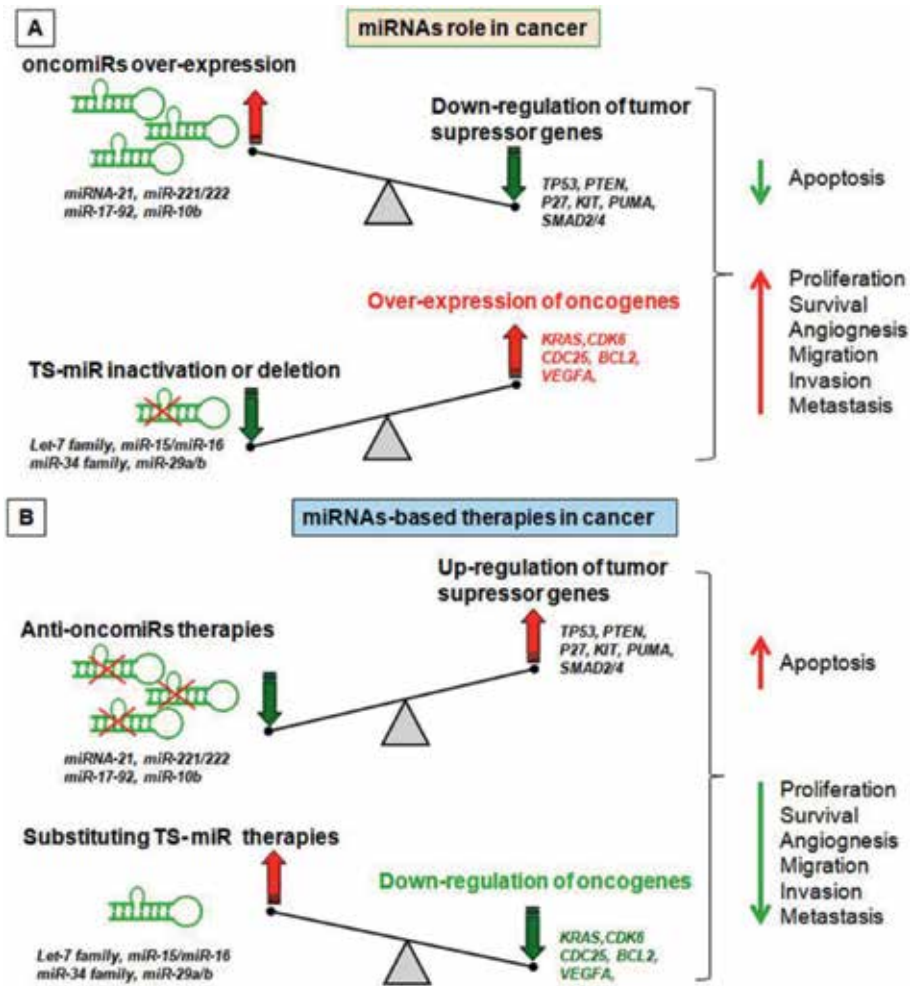 A
miRNAs role in cancer
oncomiRs over-expression
miRNA-21, miR-221/222
miR-17-92, miR-10b
Down-regulation of tumor
supressor genes
TP53, PTEN,
P27, KIT, PUMA,
SMAD2/4
Apoptosis
Over-expression of oncogenes
KRAS,CDK6
CDC25, BCL2,
VEGFA,
TS-miR inactivation or deletion
Let-7 family, miR-15/miR-16
miR-34 family, miR-29a/b
Proliferation
Survival
Angiognesis
Migration
Invasion
Metastasis
B
miRNAs-based therapies in cancer
Anti-oncomiRs therapies
miRNA-21, miR-221/222
miR-17-92, miR-10b
Up-regulation of tumor
supressor genes
TP53, PTEN,
P27, KIT, PUMA,
SMAD2/4
Apoptosis
Substituting TS-miR therapies
Let-7 family, miR-15/miR-16
miR-34 family, miR-29a/b
Down-regulation of oncogenes
KRAS,CDK6
CDC25, BCL2,
VEGFA,
Proliferation
Survival
Angiognesis
Migration
Invasion
Metastasis